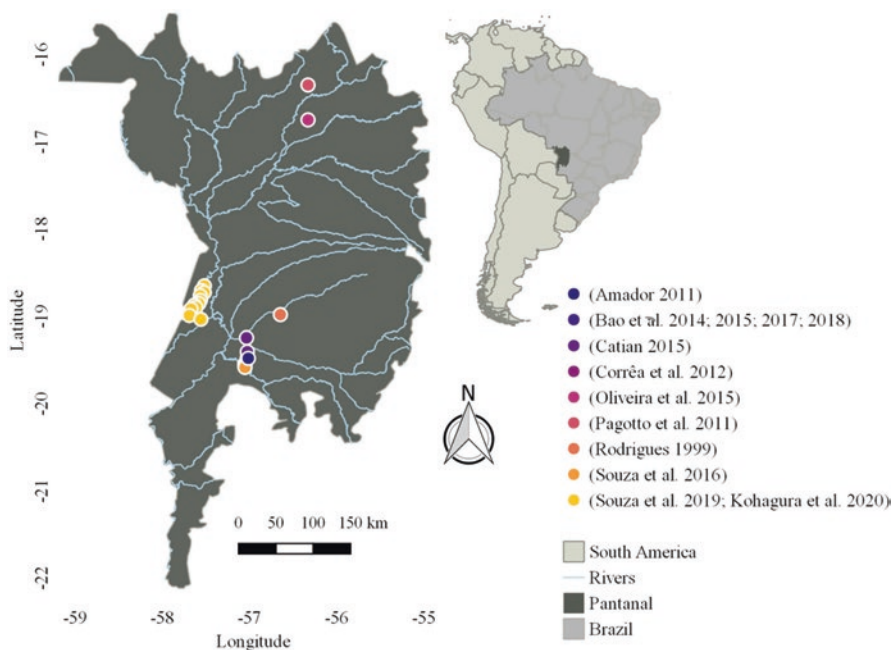 -16
-17
-18
-19
-20
-21
-22
Latitude
-59
-58
-57
-56
-55
Longitude
0 50 100 150 km
N
(Amador 2011)
(Bao et al. 2014; 2015; 2017; 2018)
(Catian 2015)
(Corrêa et al. 2012)
(Oliveira et al. 2015)
(Pagotto et al. 2011)
(Rodrigues 1999)
(Souza et al. 2016)
(Souza et al. 2019; Kohagura et al. 2020)
South America
Rivers
Pantanal
Brazil